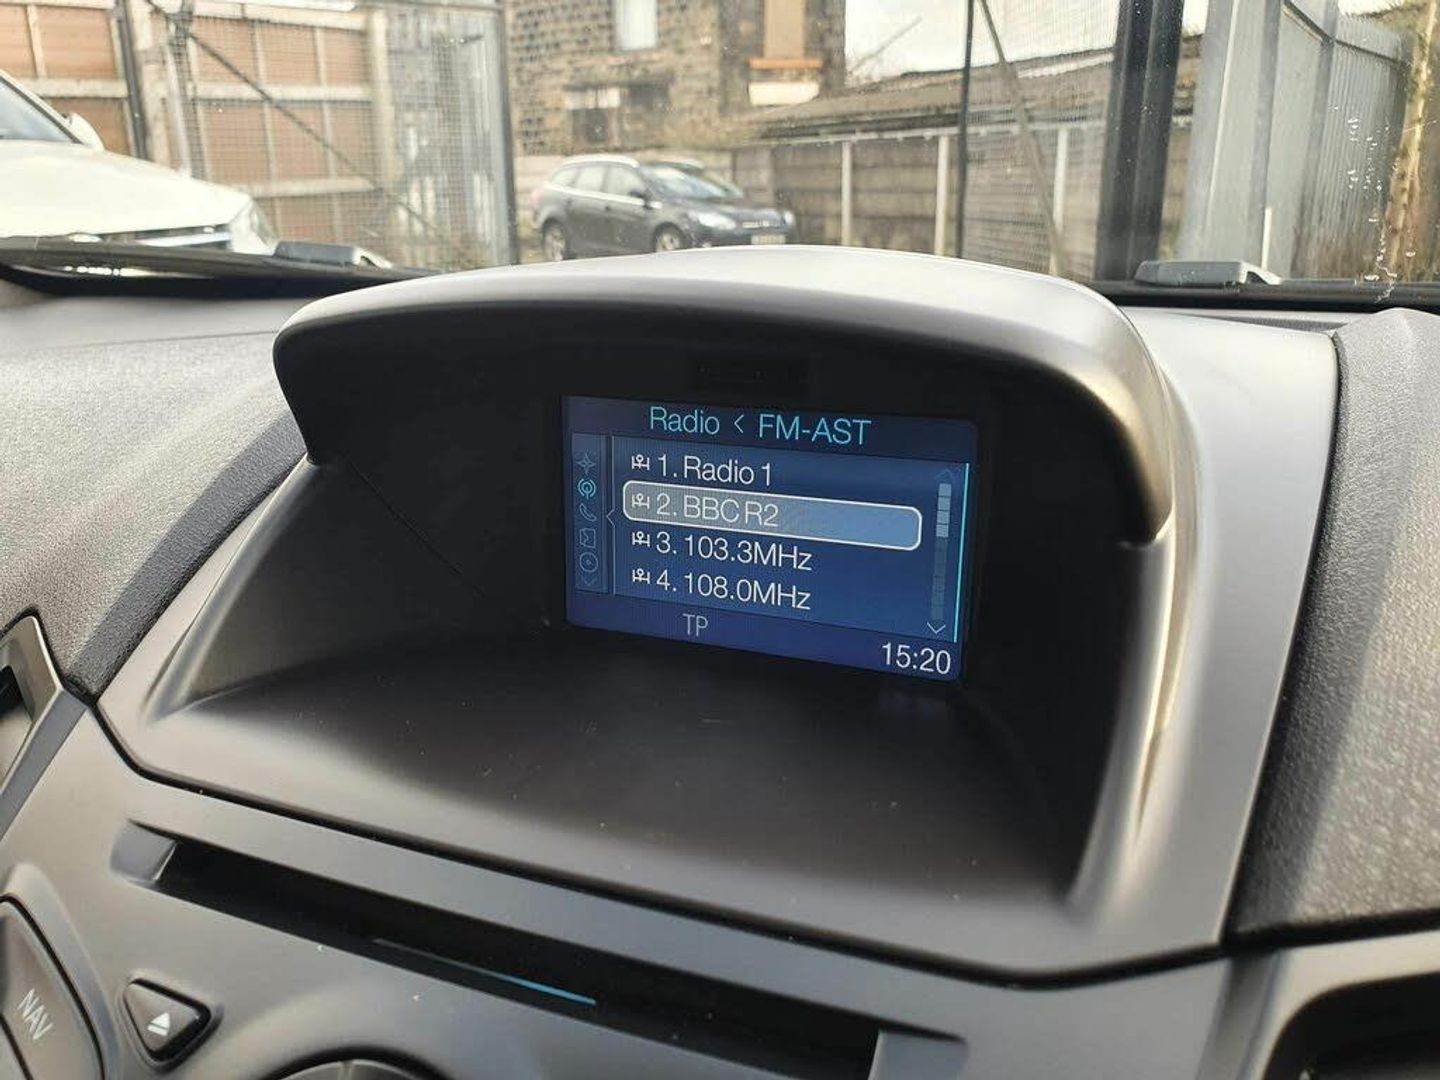 Radio < FM-AST
1. Radio 1
2. BBC R2
3. 103.3MHz
4. 108.0MHz
TP
15:20
NAV